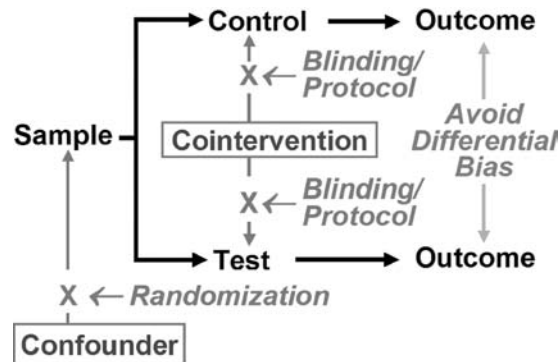 Control
Outcome
X
Blinding/
Protocol
Avoid
Differential
Bias
Sample
Cointervention
X
Blinding/
Protocol
Test
Outcome
X
Randomization
Confounder